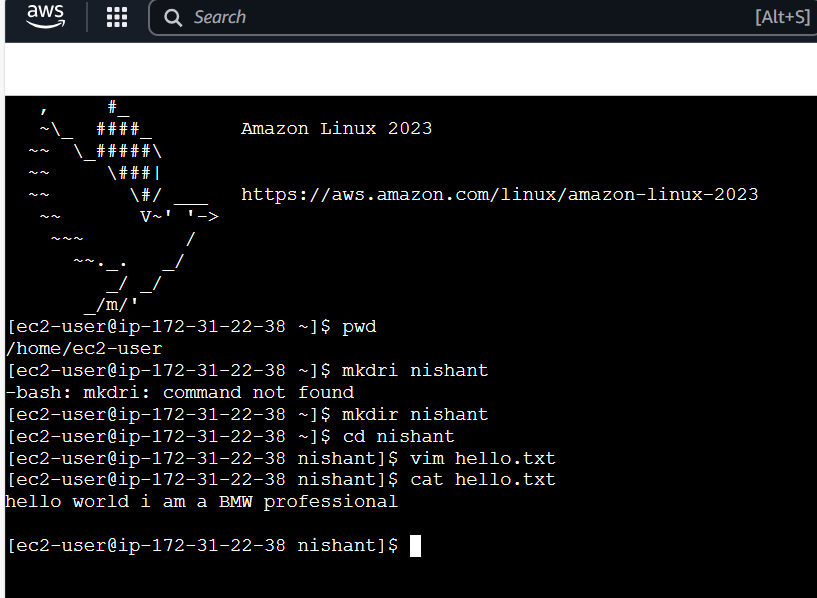 aws
Search
[Alt+S]
   ,     #_
   ~\_  ####_        Amazon Linux 2023
  ~~  \_#####\
  ~~     \###|
  ~~       \#/ ___   https://aws.amazon.com/linux/amazon-linux-2023
   ~~       V~' '->
    ~~~         /
      ~~._.   _/
         _/ _/
       _/m/'
[ec2-user@ip-172-31-22-38 ~]$ pwd
/home/ec2-user
[ec2-user@ip-172-31-22-38 ~]$ mkdri nishant
-bash: mkdri: command not found
[ec2-user@ip-172-31-22-38 ~]$ mkdir nishant
[ec2-user@ip-172-31-22-38 ~]$ cd nishant
[ec2-user@ip-172-31-22-38 nishant]$ vim hello.txt
[ec2-user@ip-172-31-22-38 nishant]$ cat hello.txt
hello world i am a BMW professional
[ec2-user@ip-172-31-22-38 nishant]$